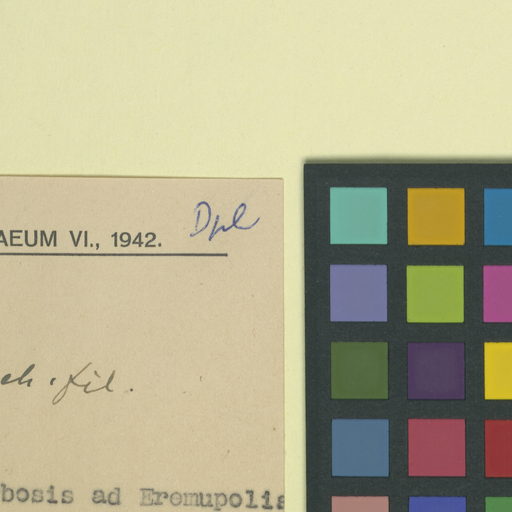 Dpl
AEUM VI., 1942.
ch. fil.
bosis ad Eremupolis